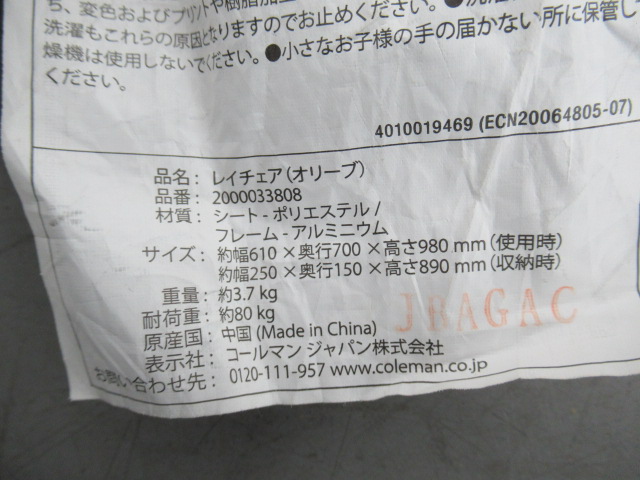 ち、変色およびプリントや樹脂加工
洗濯もこれらの原因となりますのでお止めください。●洗濯
燥機は使用しないでください。●小さなお子様の手の届かない所に保管し
ください。
4010019469 (ECN20064805-07)
品名： レイチェア（オリーブ）
品番： 2000033808
材質： シート - ポリエステル /
フレーム - アルミニウム
サイズ： 約幅610 × 奥行700 × 高さ980 mm（使用時）
約幅250 × 奥行150 × 高さ890 mm（収納時）
重量： 約3.7 kg
耐荷重： 約80 kg
原産国： 中国（Made in China）
表示社： コールマン ジャパン株式会社
お問い合わせ先： 0120-111-957 www.coleman.co.jp
JBAGAC